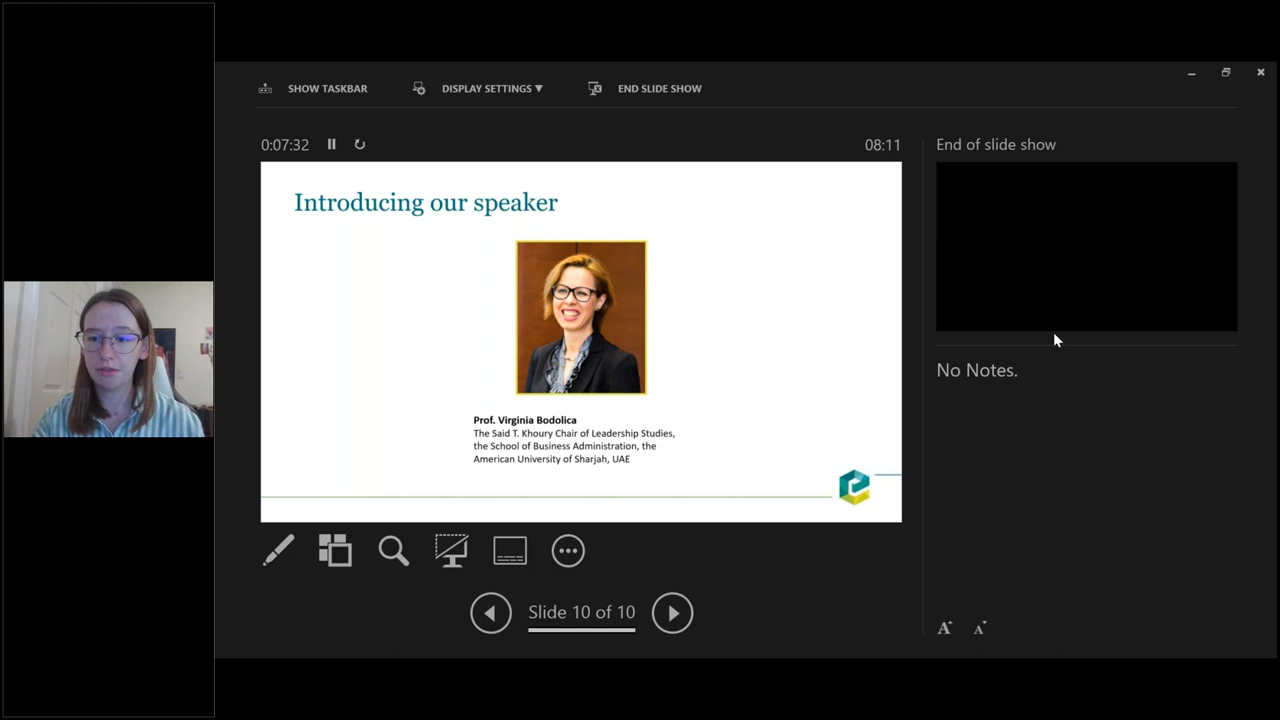 SHOW TASKBAR
DISPLAY SETTINGS ▼
END SLIDE SHOW
0:07:32
08:11
End of slide show
Introducing our speaker
Prof. Virginia Bodolica
The Said T. Khoury Chair of Leadership Studies,
the School of Business Administration, the
American University of Sharjah, UAE
No Notes.
Slide 10 of 10
A
A